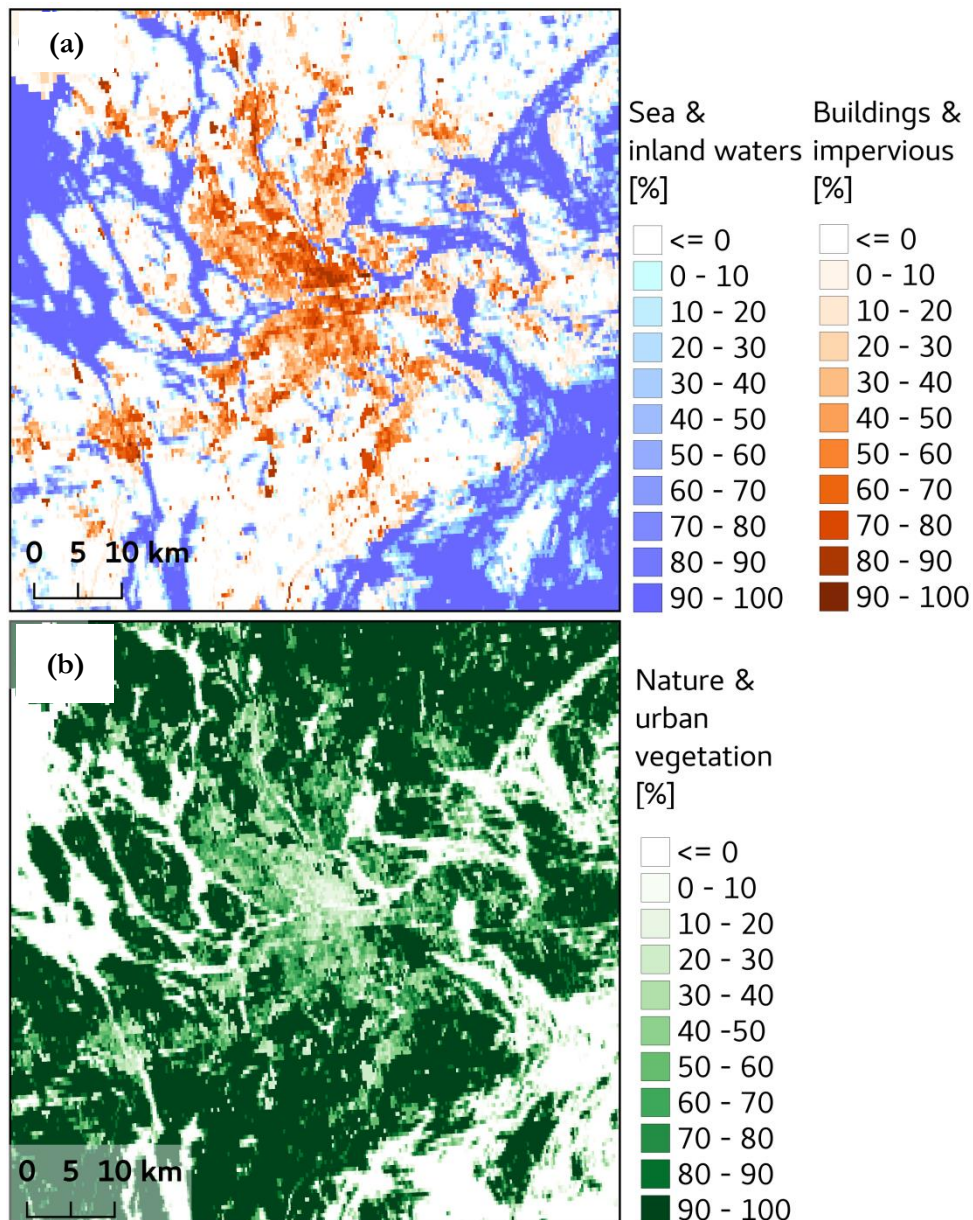 (a)
0 5 10 km
Sea &
inland waters
[%]
<= 0
0 - 10
10 - 20
20 - 30
30 - 40
40 - 50
50 - 60
60 - 70
70 - 80
80 - 90
90 - 100
Buildings &
impervious
[%]
<= 0
0 - 10
10 - 20
20 - 30
30 - 40
40 - 50
50 - 60
60 - 70
70 - 80
80 - 90
90 - 100
(b)
0 5 10 km
Nature &
urban
vegetation
[%]
<= 0
0 - 10
10 - 20
20 - 30
30 - 40
40 -50
50 - 60
60 - 70
70 - 80
80 - 90
90 - 100